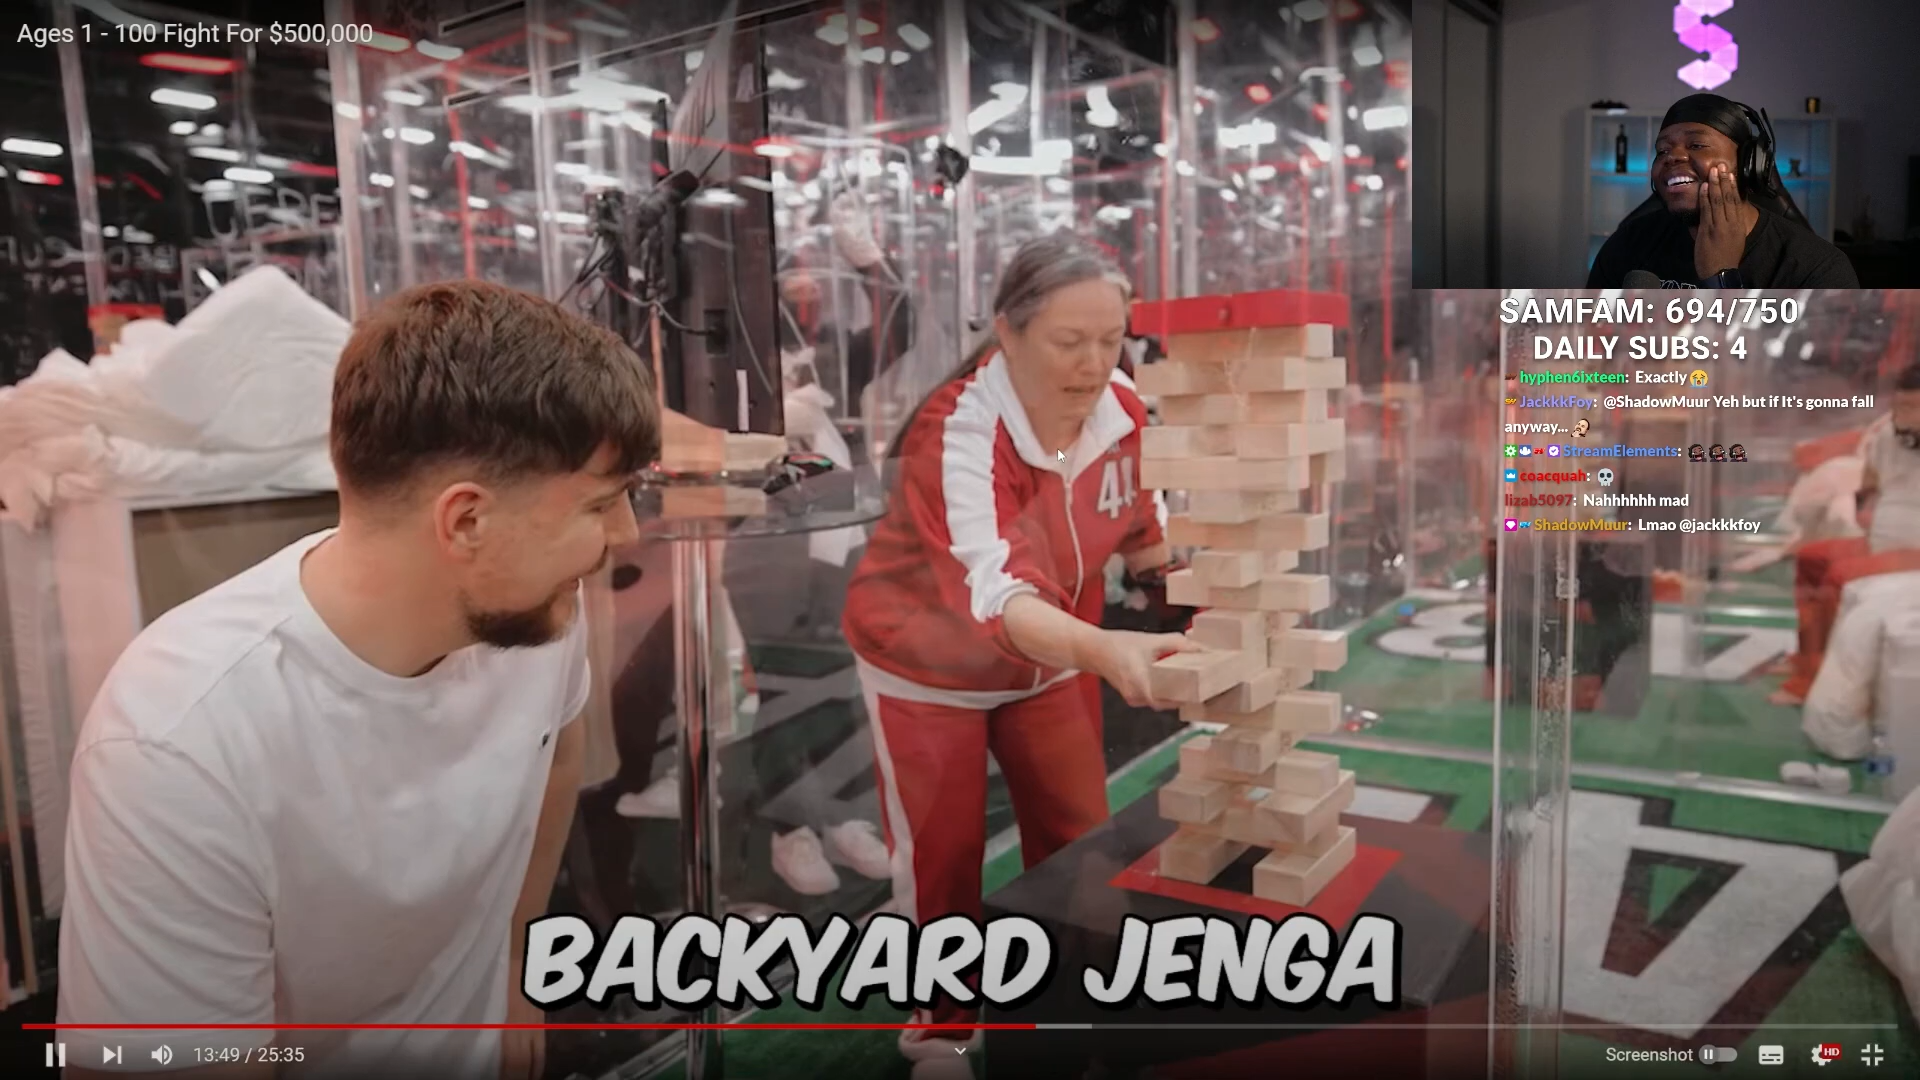 Ages 1 - 100 Fight For $500,000
SAMFAM: 694/750
DAILY SUBS: 4
hyphen6ixteen: Exactly😭
JackkkFoy: @ShadowMuur Yeh but if It's gonna fall
anyway...
StreamElements:
coacquah: 💀
lizab5097: Nahhhhhh mad
ShadowMuur: Lmao @jackkkfoy
BACKYARD JENGA
13:49 / 25:35
Screenshot
HD